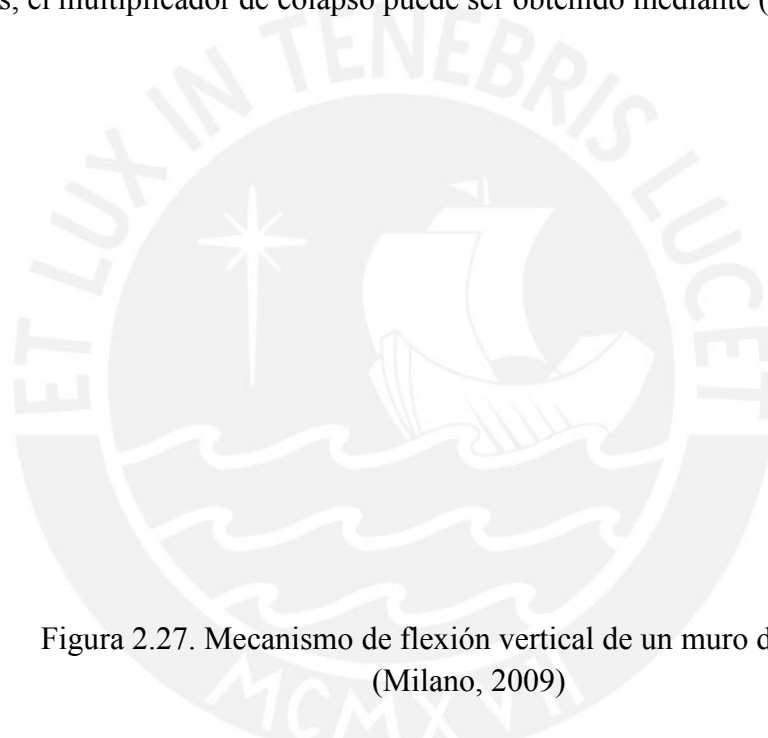 s, el multiplicador de colapso puede ser obtenido mediante (
ET LUX IN TENEBRIS LUCET
MCMXVII
Figura 2.27. Mecanismo de flexión vertical de un muro d
(Milano, 2009)